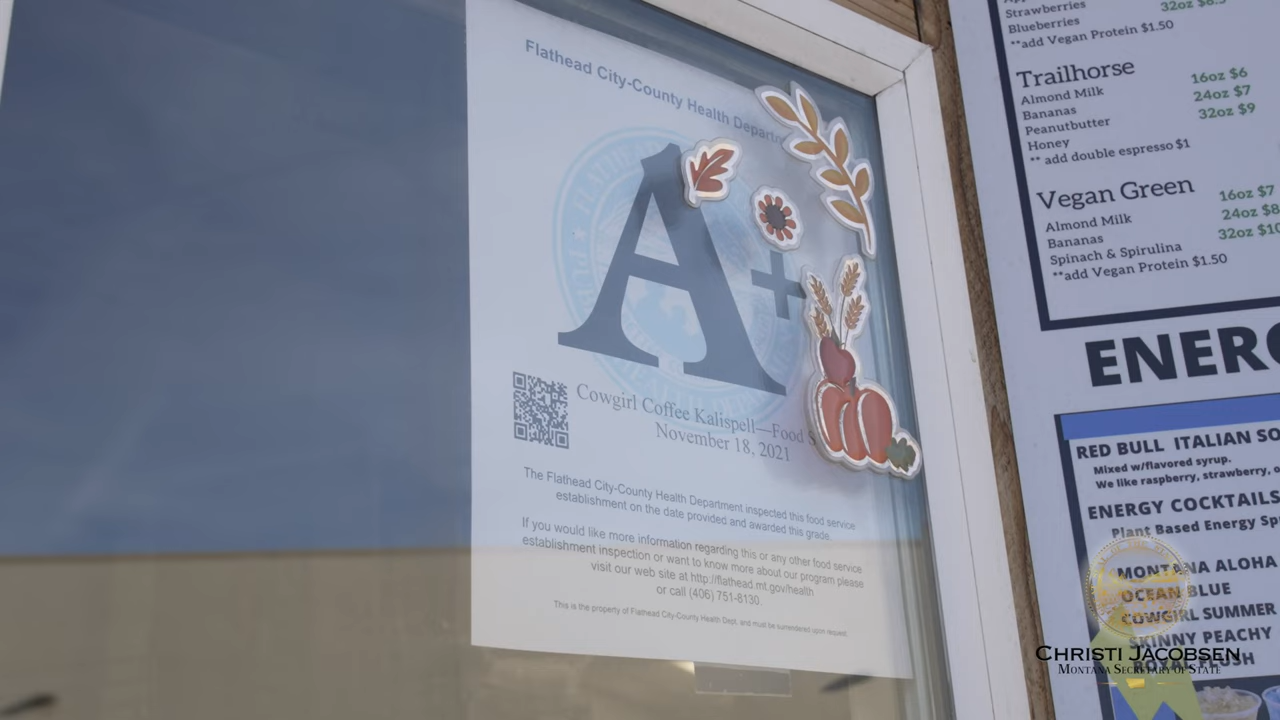 Flathead City-County Health Departm
A+
Cowgirl Coffee Kalispell—Food S
November 18, 2021
The Flathead City-County Health Department inspected this food service
establishment on the date provided and awarded this grade.
If you would like more information regarding this or any other food service
establishment inspection or want to know more about our program please
visit our web site at http://flathead.mt.gov/health
or call (406) 751-8130.
This is the property of Flathead City-County Health Dept. and must be surrendered upon request.
Strawberries
32oz
Blueberries
**add Vegan Protein $1.50
Trailhorse
16oz $6
Almond Milk
24oz $7
Bananas
32oz $9
Peanutbutter
Honey
** add double espresso $1
Vegan Green
16oz $7
Almond Milk
24oz $8
Bananas
32oz $10
Spinach & Spirulina
**add Vegan Protein $1.50
ENERG
RED BULL ITALIAN SO
Mixed w/flavored syrup.
We like raspberry, strawberry, o
ENERGY COCKTAILS
Plant Based Energy Sp
MONTANA ALOHA
OCEAN BLUE
COWGIRL SUMMER
SKINNY PEACHY
ROYAL FLUSH
CHRISTI JACOBSEN
MONTANA SECRETARY OF STATE